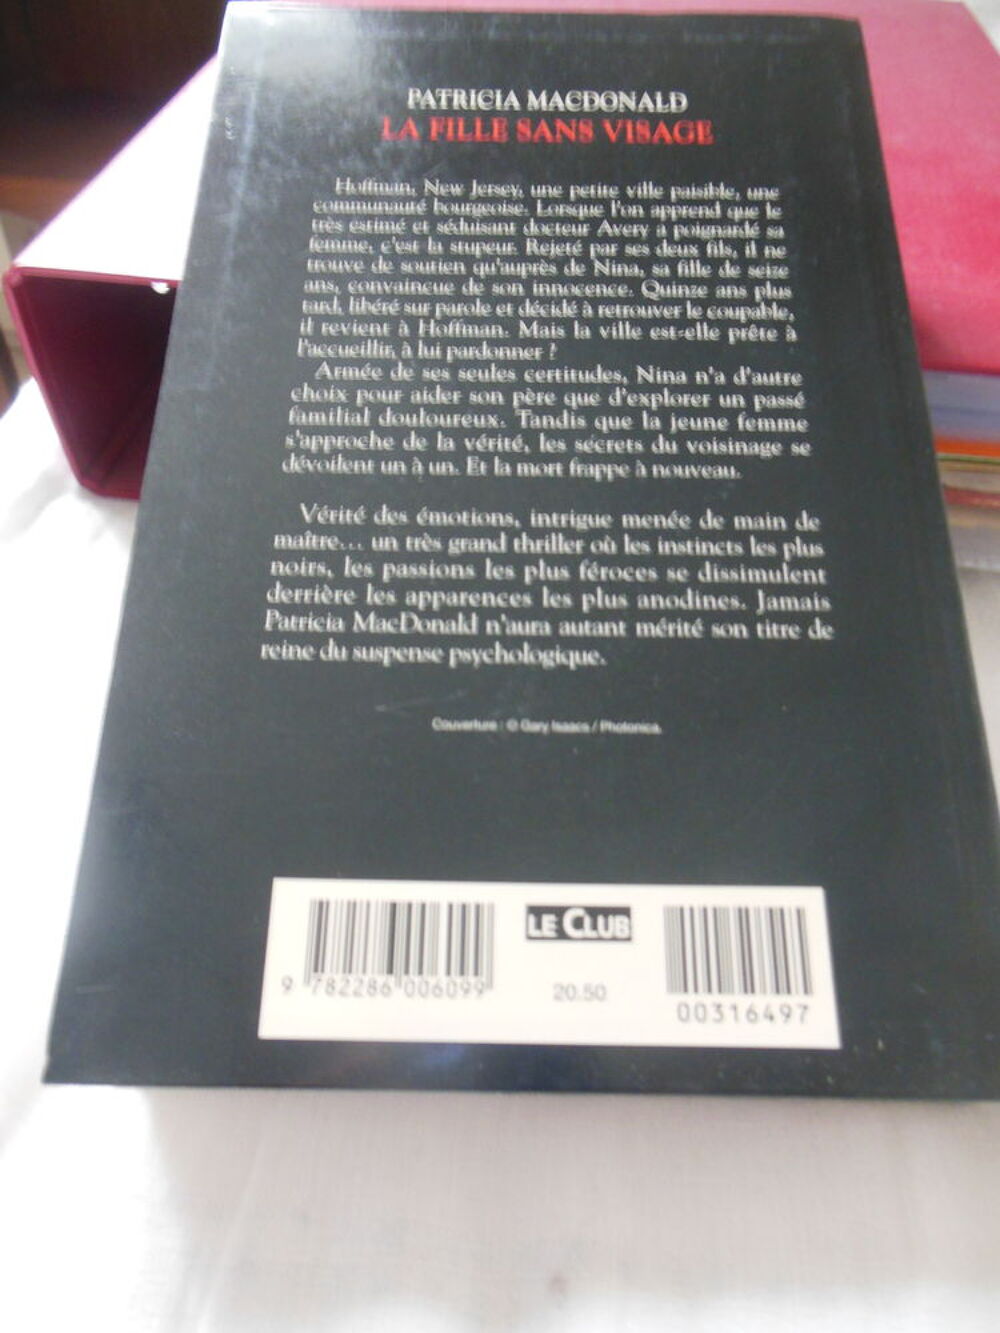 PATRICIA MACDONALD
LA FILLE SANS VISAGE
Hoffman, New Jersey, une petite ville paisible, une
communauté bourgeoise. Lorsque l'on apprend que le
très estimé et séduisant docteur Avery a poignardé sa
femme, c'est la stupeur. Rejeté par ses deux fils, il ne
trouve de soutien qu'auprès de Nina, sa fille de seize
ans, convaincue de son innocence. Quinze ans plus
tard, libéré sur parole et décidé à retrouver le coupable,
il revient à Hoffman. Mais la ville est-elle prête à
l'accueillir, à lui pardonner ?
Armée de ses seules certitudes, Nina n'a d'autre
choix pour aider son père que d'explorer un passé
familial douloureux. Tandis que la jeune femme
s'approche de la vérité, les secrets du voisinage se
dévoilent un à un. Et la mort frappe à nouveau.
Vérité des émotions, intrigue menée de main de
maître... un très grand thriller où les instincts les plus
noirs, les passions les plus féroces se dissimulent
derrière les apparences les plus anodines. Jamais
Patricia MacDonald n'aura autant mérité son titre de
reine du suspense psychologique.
Couverture : © Gary Isaacs / Photonica.
LE CLUB
9 782286 006099
20.50
00316497